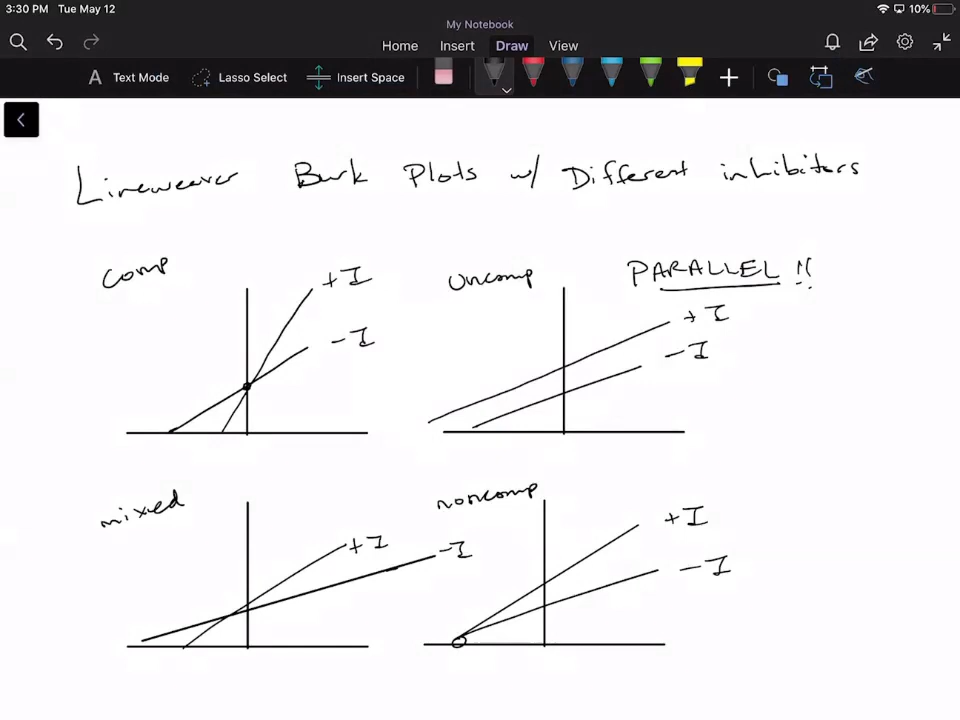 3:30 PM Tue May 12
10%
My Notebook
Home Insert Draw View
Text Mode Lasso Select Insert Space
Lineweaver Burk Plots w/ Different inhibitors
comp
+I
-I
Uncomp
PARALLEL !!
+I
-I
mixed
+I
-I
noncomp
+I
-I